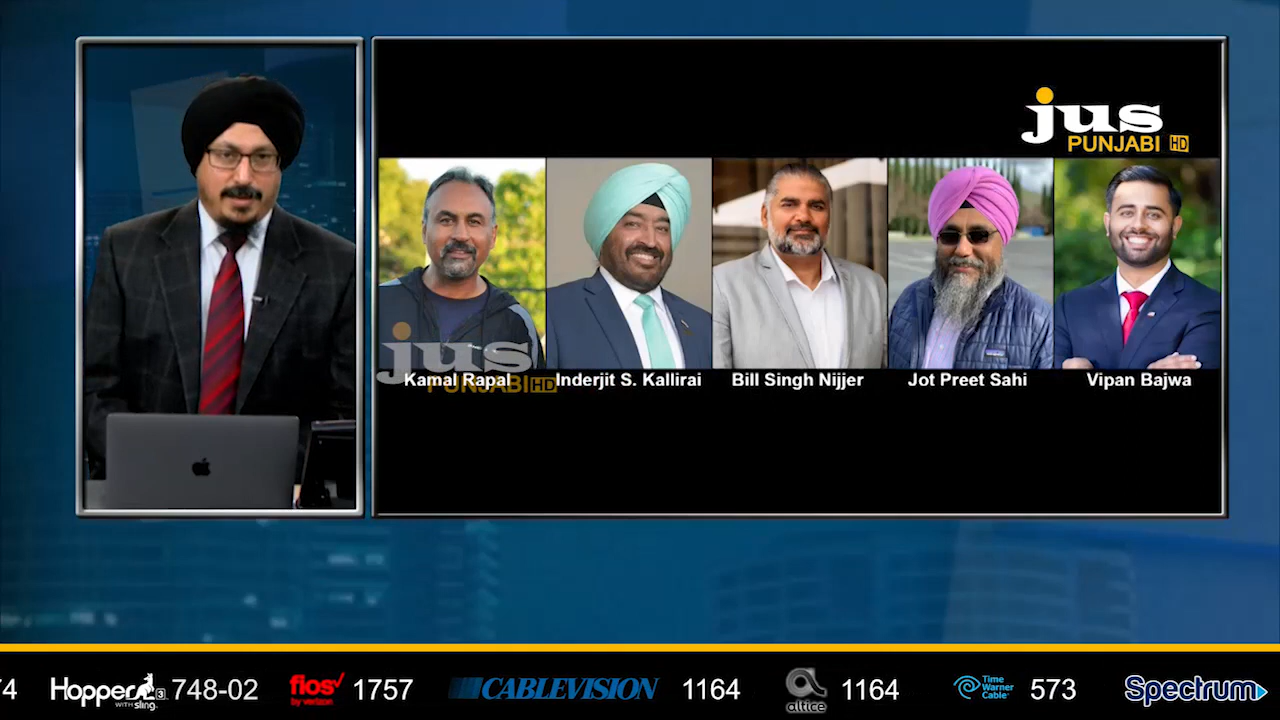 jus
PUNJABI HD
jus
PUNJABI HD
Kamal Rapal
Inderjit S. Kallirai
Bill Singh Nijjer
Jot Preet Sahi
Vipan Bajwa
4
Hopper 3
WITH sling.
748-02
fios
by verizon
1757
CABLEVISION
1164
altice
1164
Time
Warner
Cable
573
Spectrum